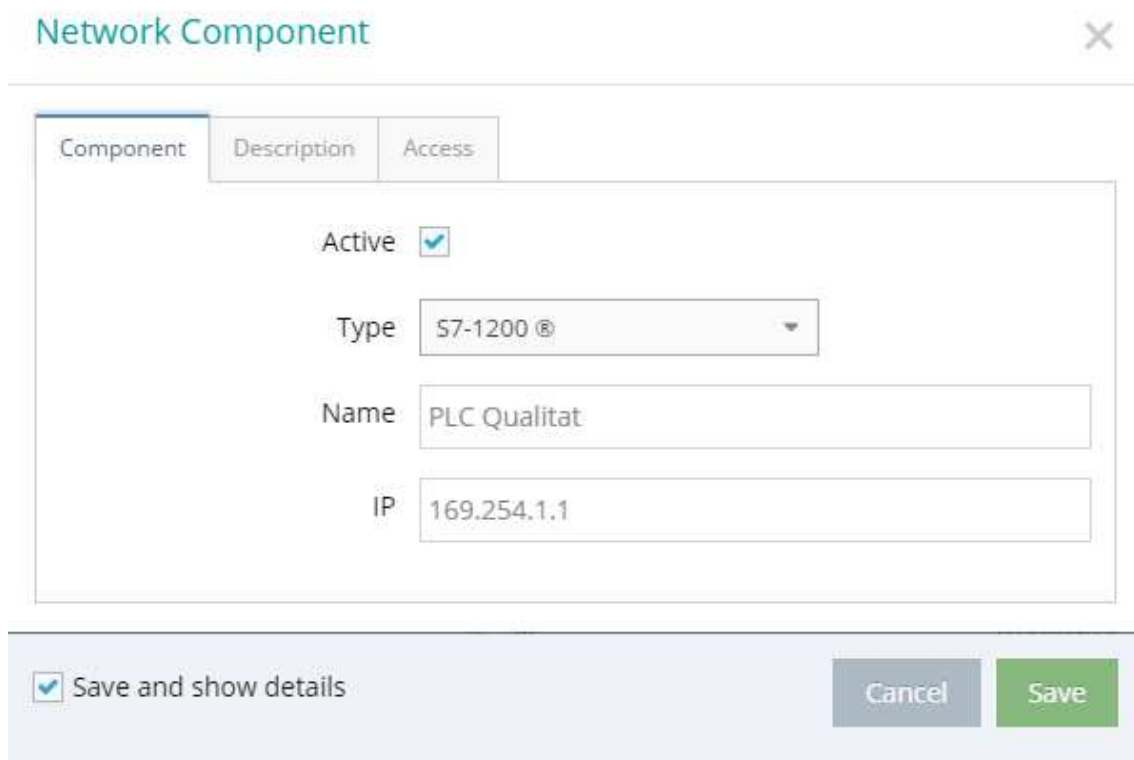 Network Component
Component Description Access
Active
Type S7-1200 ®
Name PLC Qualitat
IP 169.254.1.1
Save and show details Cancel Save